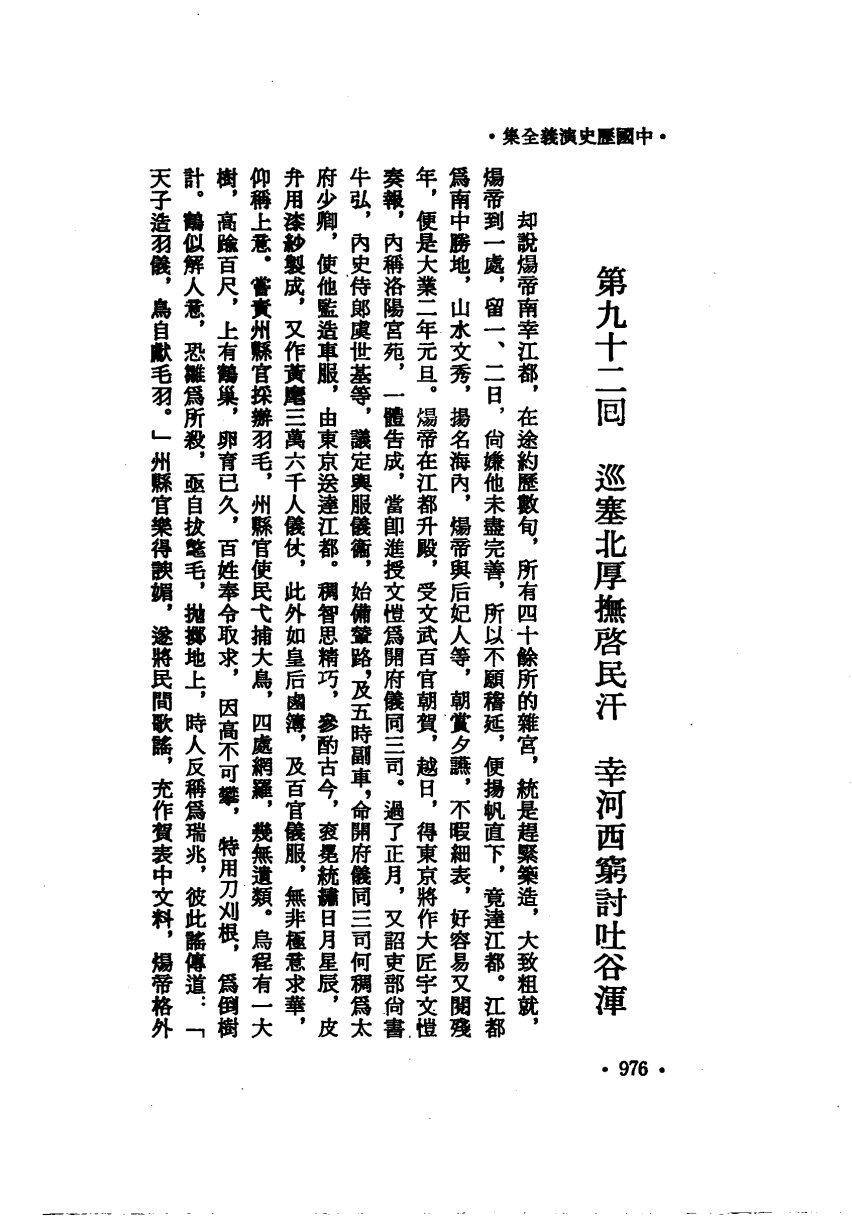 •中國歷史演義全集•
第九十二回　巡塞北厚撫啓民汗　幸河西窮討吐谷渾
却說煬帝南幸江都，在途約歷數旬，所有四十餘所的雜宮，統是趕緊築造，大致粗就，
煬帝到一處，留一、二日，尙嫌他未盡完善，所以不願稽延，便揚帆直下，竟達江都。江都
爲南中勝地，山水文秀，揚名海內，煬帝與后妃人等，朝賞夕讌，不暇細表，好容易又閱殘
年，便是大業二年元旦。煬帝在江都升殿，受文武百官朝賀，越日，得東京將作大匠宇文愷
奏報，內稱洛陽宮苑，一體告成，當卽進授文愷爲開府儀同三司。過了正月，又詔吏部尙書
牛弘，內史侍郎虞世基等，議定輿服儀衞，始備輦路，及五時副車，命開府儀同三司何稠爲太
府少卿，使他監造車服，由東京送達江都。稠智思精巧，參酌古今，袞冕統繡日月星辰，皮
弁用漆紗製成，又作黃麾三萬六千人儀仗，此外如皇后鹵簿，及百官儀服，無非極意求華，
仰稱上意。嘗責州縣官採辦羽毛，州縣官使民弋捕大鳥，四處網羅，幾無遺類。烏程有一大
樹，高踰百尺，上有鶴巢，卵育已久，百姓奉令取求，因高不可攀，特用刀刈根，爲倒樹
計。鶴似解人意，恐雛爲所殺，亟自拔氅毛，拋擲地上，時人反稱爲瑞兆，彼此謠傳道：「
天子造羽儀，鳥自獻毛羽。」州縣官樂得諛媚，遂將民間歌謠，充作賀表中文料，煬帝格外
•976•